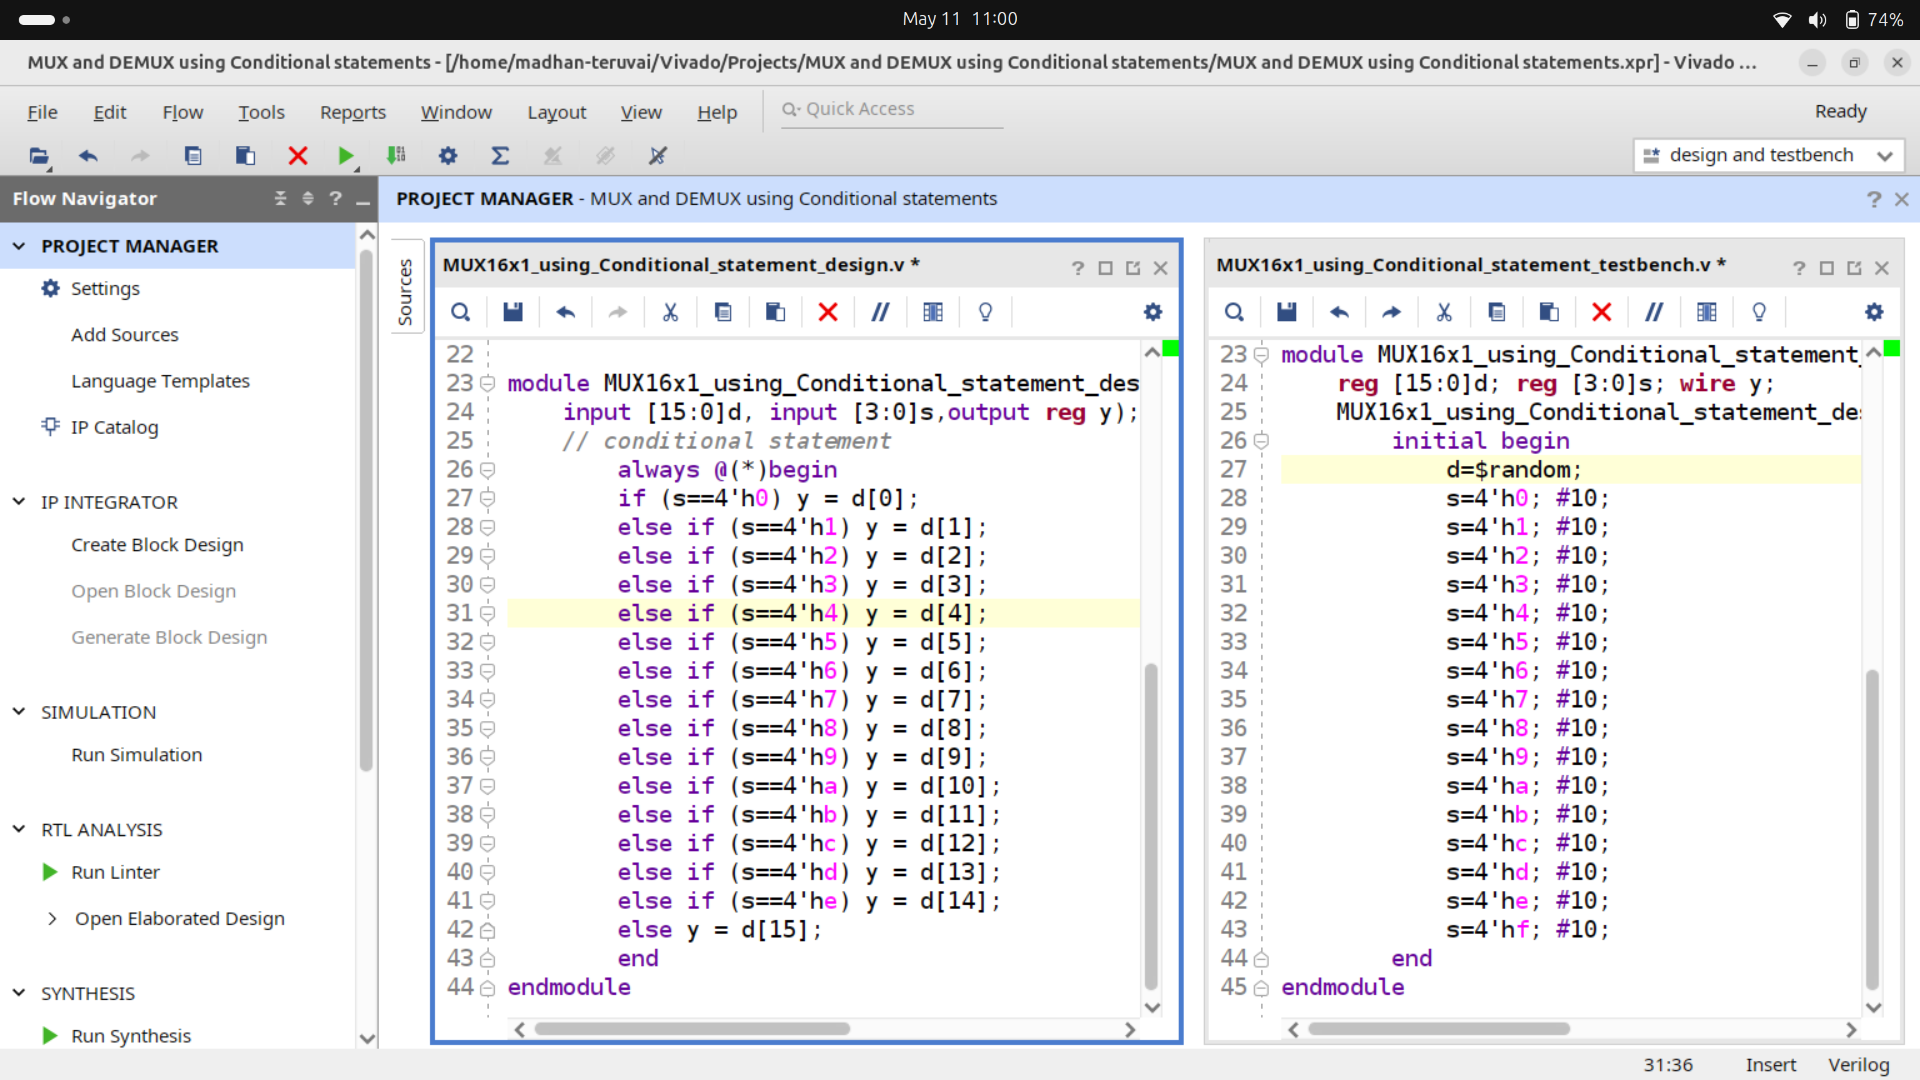 May 11 11:00
74%
MUX and DEMUX using Conditional statements - [/home/madhan-teruvai/Vivado/Projects/MUX and DEMUX using Conditional statements/MUX and DEMUX using Conditional statements.xpr] - Vivado ...
File Edit Flow Tools Reports Window Layout View Help Quick Access Ready
design and testbench
Flow Navigator
PROJECT MANAGER - MUX and DEMUX using Conditional statements
PROJECT MANAGER
Settings
Add Sources
Language Templates
IP Catalog
IP INTEGRATOR
Create Block Design
Open Block Design
Generate Block Design
SIMULATION
Run Simulation
RTL ANALYSIS
Run Linter
Open Elaborated Design
SYNTHESIS
Run Synthesis
Sources
MUX16x1_using_Conditional_statement_design.v *
22
23 module MUX16x1_using_Conditional_statement_des
24 input [15:0]d, input [3:0]s,output reg y);
25 // conditional statement
26 always @(*)begin
27 if (s==4'h0) y = d[0];
28 else if (s==4'h1) y = d[1];
29 else if (s==4'h2) y = d[2];
30 else if (s==4'h3) y = d[3];
31 else if (s==4'h4) y = d[4];
32 else if (s==4'h5) y = d[5];
33 else if (s==4'h6) y = d[6];
34 else if (s==4'h7) y = d[7];
35 else if (s==4'h8) y = d[8];
36 else if (s==4'h9) y = d[9];
37 else if (s==4'ha) y = d[10];
38 else if (s==4'hb) y = d[11];
39 else if (s==4'hc) y = d[12];
40 else if (s==4'hd) y = d[13];
41 else if (s==4'he) y = d[14];
42 else y = d[15];
43 end
44 endmodule
MUX16x1_using_Conditional_statement_testbench.v *
23 module MUX16x1_using_Conditional_statement_
24 reg [15:0]d; reg [3:0]s; wire y;
25 MUX16x1_using_Conditional_statement_de
26 initial begin
27 d=$random;
28 s=4'h0; #10;
29 s=4'h1; #10;
30 s=4'h2; #10;
31 s=4'h3; #10;
32 s=4'h4; #10;
33 s=4'h5; #10;
34 s=4'h6; #10;
35 s=4'h7; #10;
36 s=4'h8; #10;
37 s=4'h9; #10;
38 s=4'ha; #10;
39 s=4'hb; #10;
40 s=4'hc; #10;
41 s=4'hd; #10;
42 s=4'he; #10;
43 s=4'hf; #10;
44 end
45 endmodule
31:36 Insert Verilog